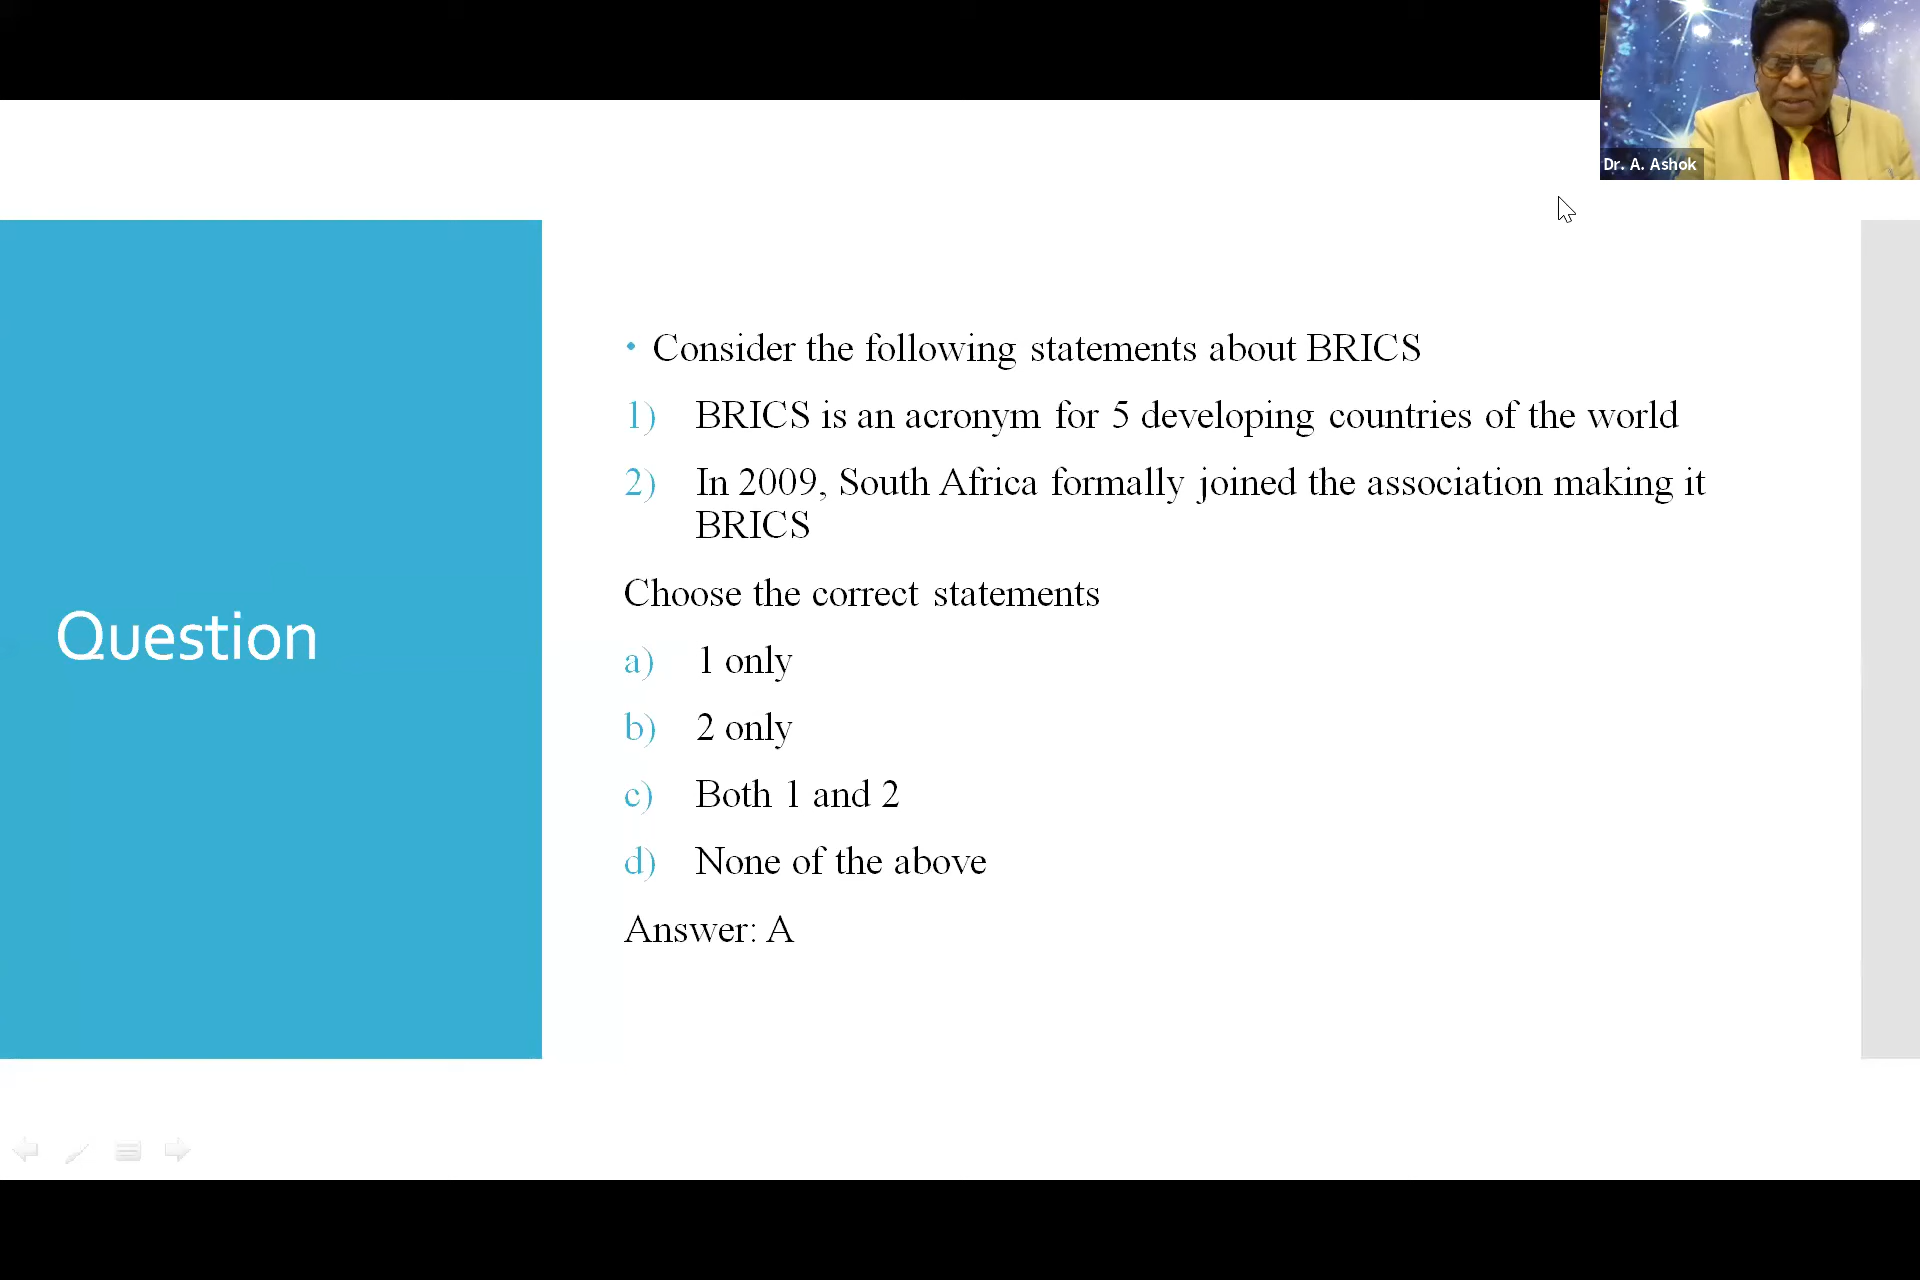 Dr. A. Ashok
Question
• Consider the following statements about BRICS
1) BRICS is an acronym for 5 developing countries of the world
2) In 2009, South Africa formally joined the association making it
BRICS
Choose the correct statements
a) 1 only
b) 2 only
c) Both 1 and 2
d) None of the above
Answer: A